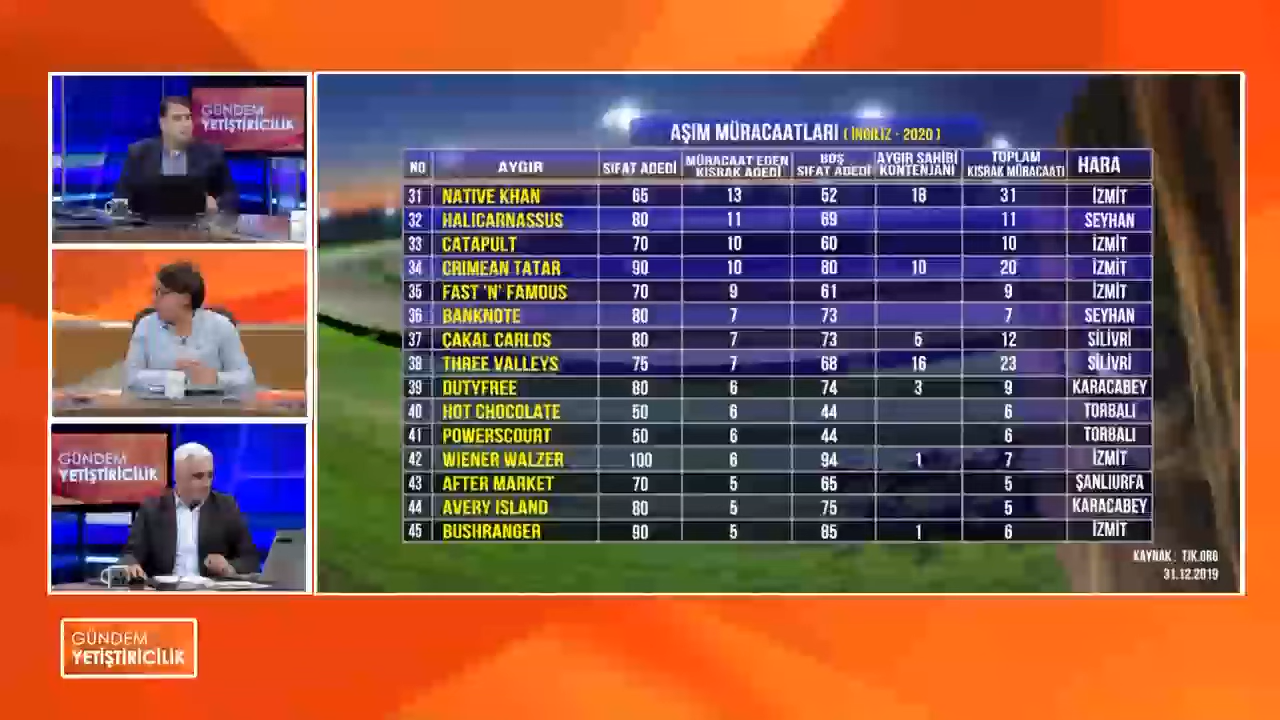 GÜNDEM
YETİŞTİRİCİLİK
GÜNDEM
YETİŞTİRİCİLİK
AŞIM MÜRACAATLARI ( İNGİLİZ - 2020 )
NO AYGIR SIFAT ADEDİ MÜRACAAT EDEN KISRAK ADEDİ BOŞ SIFAT ADEDİ AYGIR SAHİBİ KONTENJANI TOPLAM KISRAK MÜRACAATI HARA
31 NATIVE KHAN 65 13 52 18 31 İZMİT
32 HALICARNASSUS 80 11 69 11 SEYHAN
33 CATAPULT 70 10 60 10 İZMİT
34 CRIMEAN TATAR 90 10 80 10 20 İZMİT
35 FAST 'N' FAMOUS 70 9 61 9 İZMİT
36 BANKNOTE 80 7 73 7 SEYHAN
37 ÇAKAL CARLOS 80 7 73 5 12 SİLİVRİ
38 THREE VALLEYS 75 7 68 16 23 SİLİVRİ
39 DUTYFREE 80 6 74 3 9 KARACABEY
40 HOT CHOCOLATE 50 6 44 6 TORBALI
41 POWERSCOURT 50 6 44 6 TORBALI
42 WIENER WALZER 100 6 94 1 7 İZMİT
43 AFTER MARKET 70 5 65 5 ŞANLIURFA
44 AVERY ISLAND 80 5 75 5 KARACABEY
45 BUSHRANGER 90 5 85 1 6 İZMİT
KAYNAK : TJK.ORG
31.12.2019
GÜNDEM
YETİŞTİRİCİLİK